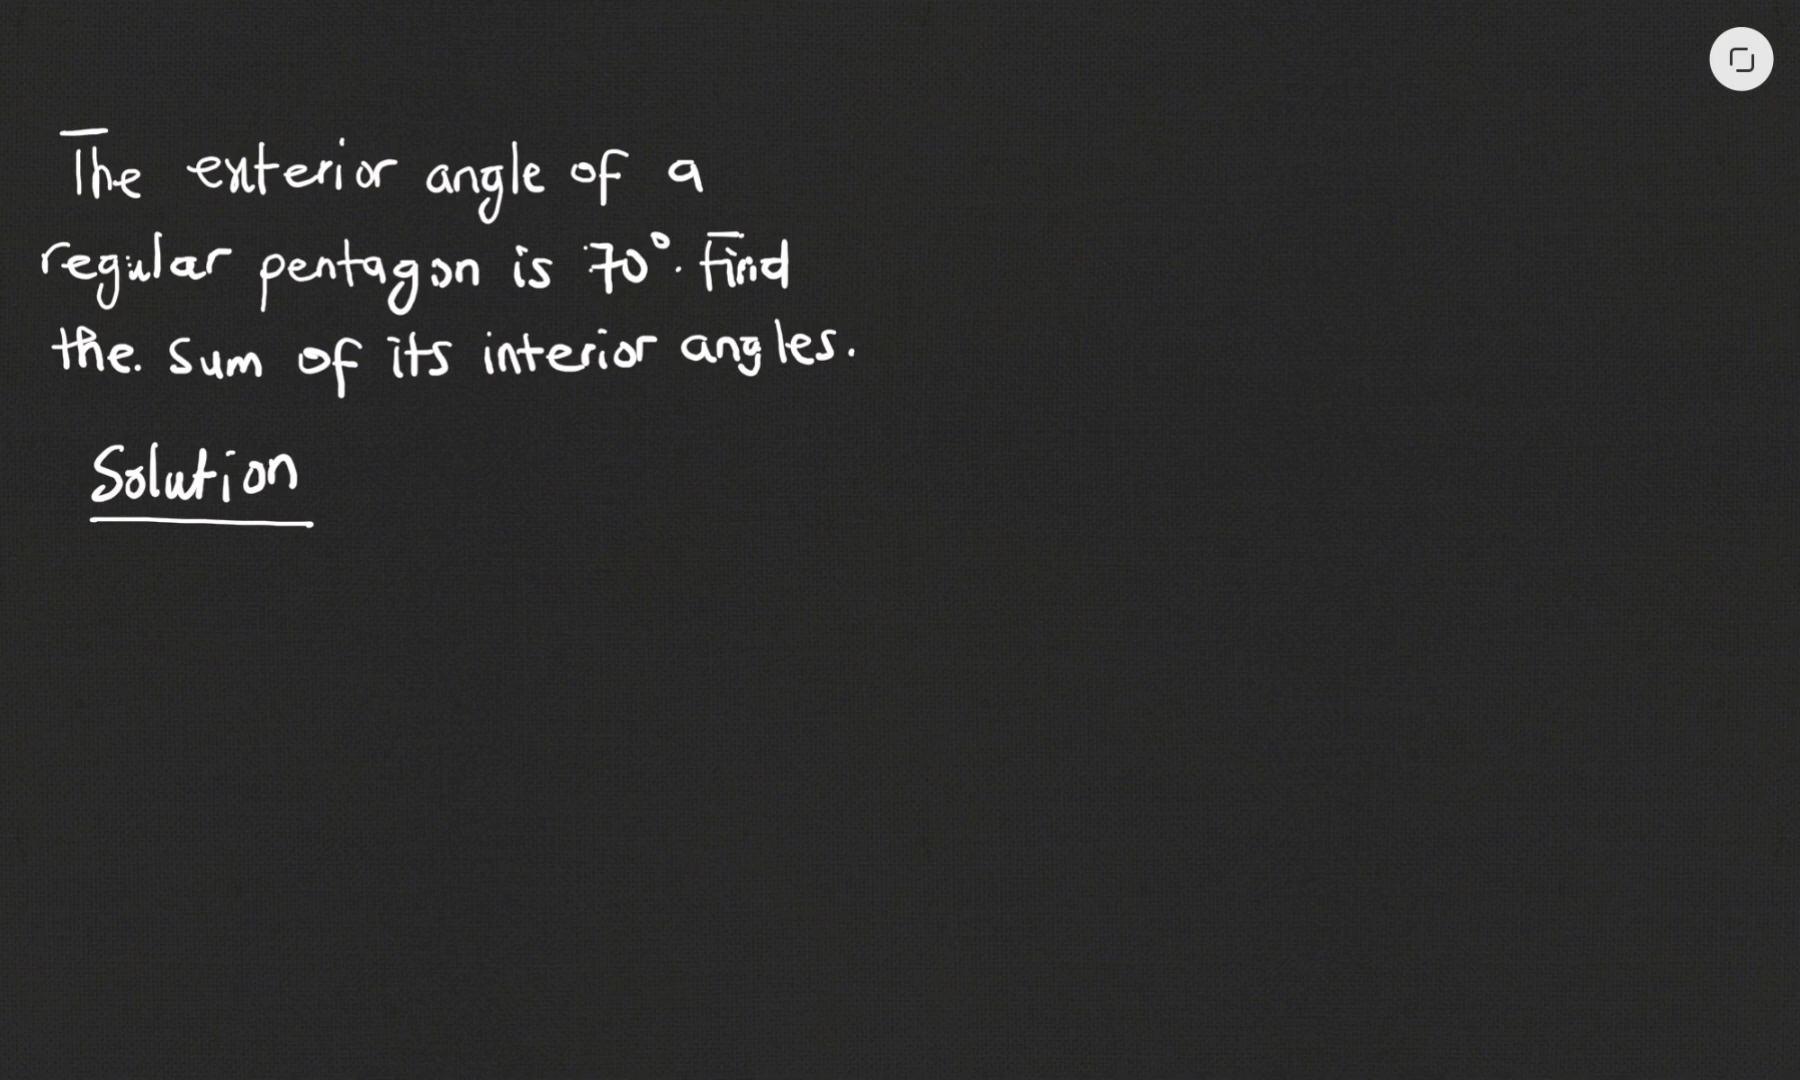 The exterior angle of a
regular pentagon is 70°. Find
the. sum of its interior angles.
Solution